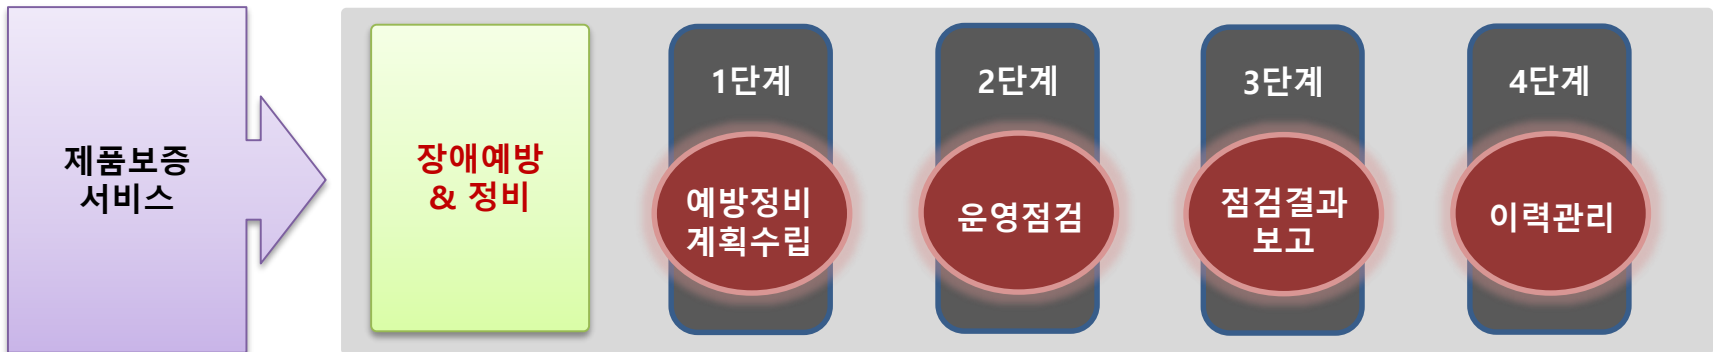 제품보증
서비스
장애예방
& 정비
1단계
예방정비
계획수립
2단계
운영점검
3단계
점검결과
보고
4단계
이력관리